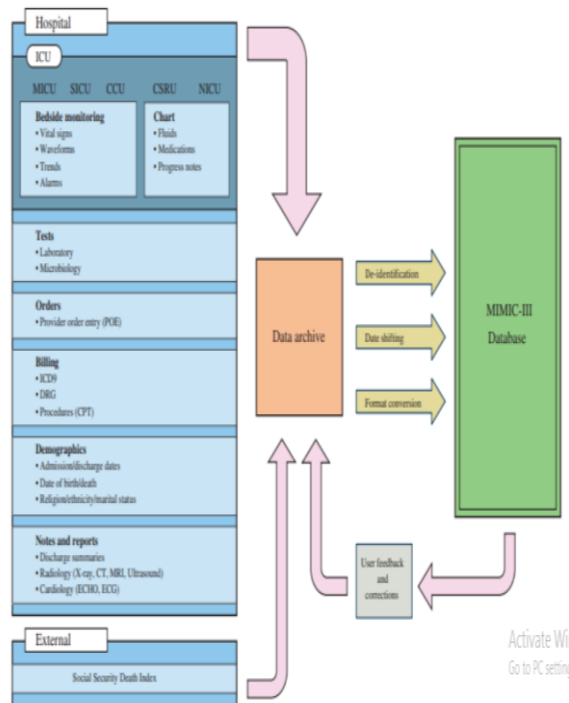 Hospital
ICU
MICU SICU CCU CSRU NICU
Bedside monitoring
• Vital signs
• Waveforms
• Trends
• Alarms
Chart
• Fluids
• Medications
• Progress notes
Tests
• Laboratory
• Microbiology
Orders
• Provider order entry (POE)
Billing
• ICD9
• DRG
• Procedures (CPT)
Demographics
• Admission/discharge dates
• Date of birth/death
• Religion/ethnicity/marital status
Notes and reports
• Discharge summaries
• Radiology (X-ray, CT, MRI, Ultrasound)
• Cardiology (ECHO, ECG)
External
Social Security Death Index
Data archive
De-identification
Date shifting
Format conversion
MIMIC-III
Database
User feedback
and
corrections
Activate Wi
Go to PC setting